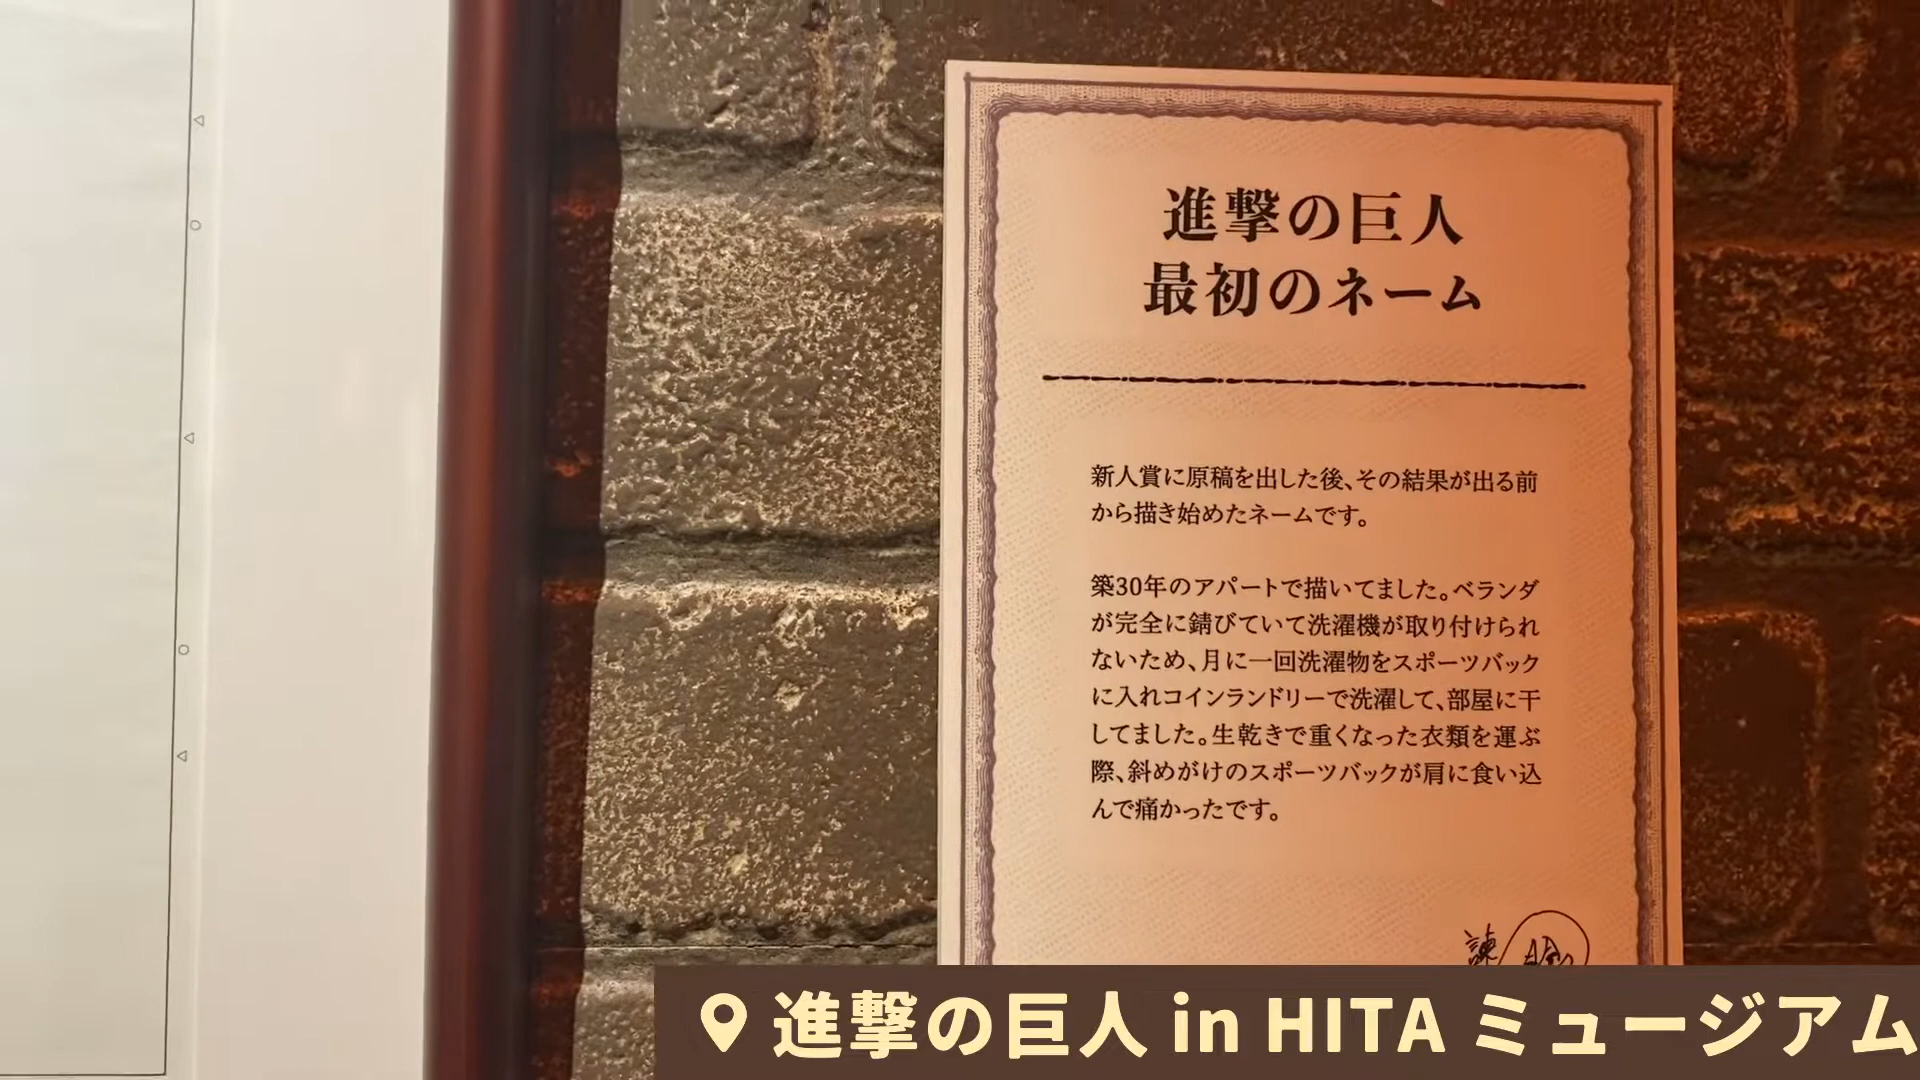 進撃の巨人
最初のネーム
新人賞に原稿を出した後、その結果が出る前
から描き始めたネームです。
築30年のアパートで描いてました。ベランダ
が完全に錆びていて洗濯機が取り付けられ
ないため、月に一回洗濯物をスポーツバック
に入れコインランドリーで洗濯して、部屋に干
してました。生乾きで重くなった衣類を運ぶ
際、斜めがけのスポーツバックが肩に食い込
んで痛かったです。
諫
進撃の巨人 in HITA ミュージアム